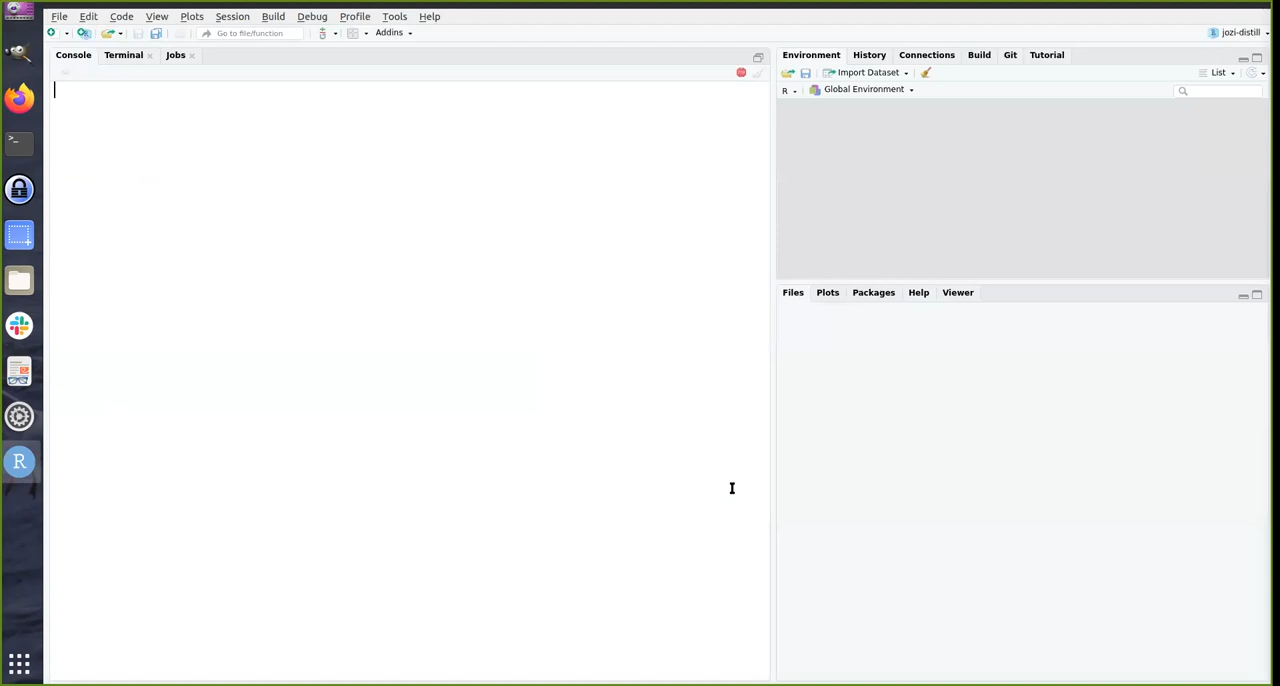 File Edit Code View Plots Session Build Debug Profile Tools Help
Go to file/function Addins jozi-distill
Console Terminal Jobs
Environment History Connections Build Git Tutorial
Import Dataset List
R Global Environment
Files Plots Packages Help Viewer
>_
R